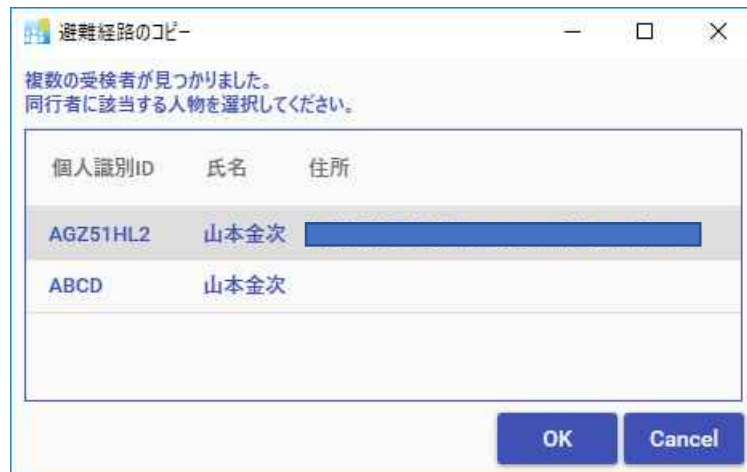 避難経路のコピー
複数の受検者が見つかりました。
同行者に該当する人物を選択してください。
個人識別ID 氏名 住所
AGZ51HL2 山本金次
ABCD 山本金次
OK Cancel